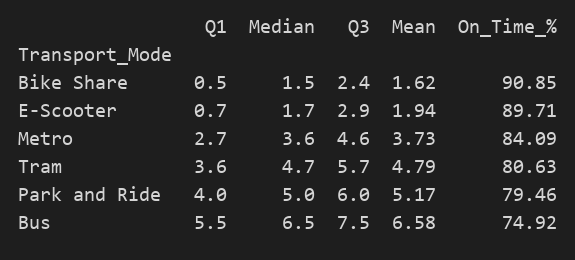 Q1 Median Q3 Mean On_Time_%
Transport_Mode
Bike Share 0.5 1.5 2.4 1.62 90.85
E-Scooter 0.7 1.7 2.9 1.94 89.71
Metro 2.7 3.6 4.6 3.73 84.09
Tram 3.6 4.7 5.7 4.79 80.63
Park and Ride 4.0 5.0 6.0 5.17 79.46
Bus 5.5 6.5 7.5 6.58 74.92